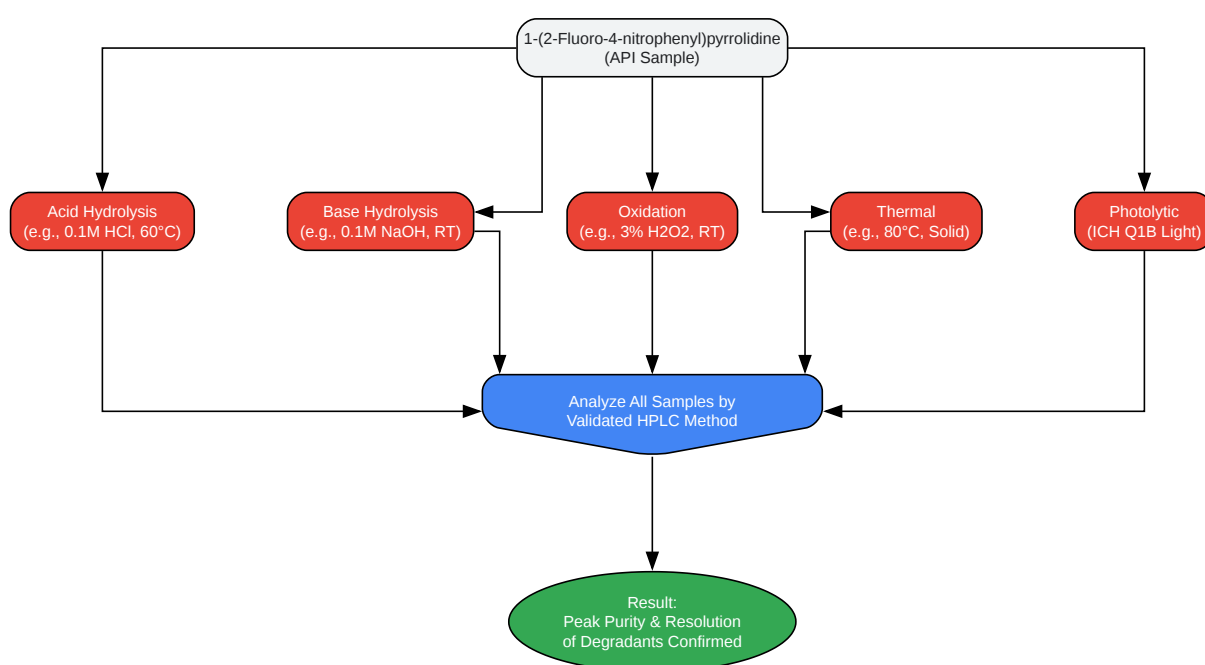 1-(2-Fluoro-4-nitrophenyl)pyrrolidine
(API Sample)
Acid Hydrolysis
(e.g., 0.1M HCl, 60°C)
Base Hydrolysis
(e.g., 0.1M NaOH, RT)
Oxidation
(e.g., 3% H2O2, RT)
Thermal
(e.g., 80°C, Solid)
Photolytic
(ICH Q1B Light)
Analyze All Samples by
Validated HPLC Method
Result:
Peak Purity & Resolution
of Degradants Confirmed